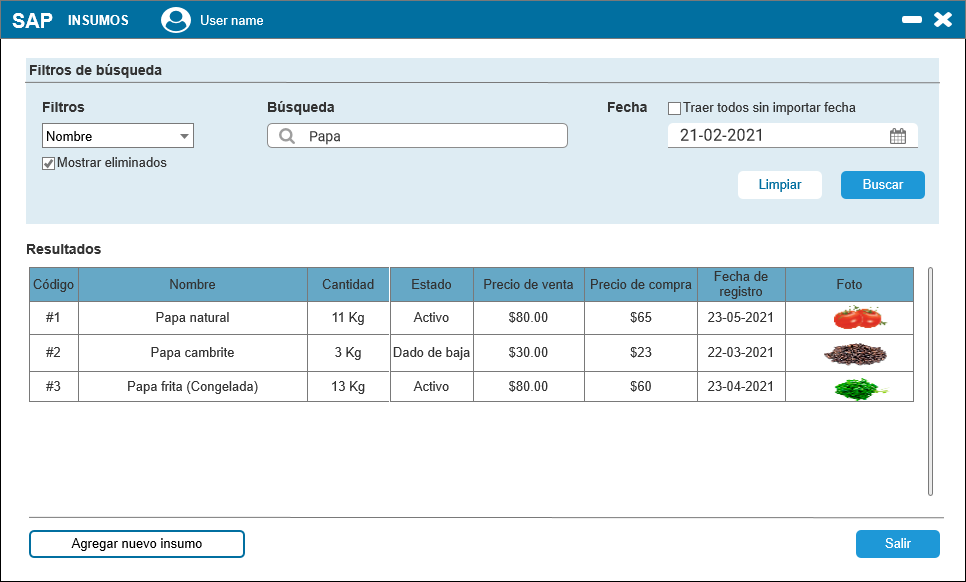 SAP INSUMOS User name
Filtros de búsqueda
Filtros Búsqueda Fecha Traer todos sin importar fecha
Nombre Papa 21-02-2021
Mostrar eliminados
Limpiar Buscar
Resultados
Código Nombre Cantidad Estado Precio de venta Precio de compra Fecha de registro Foto
#1 Papa natural 11 Kg Activo $80.00 $65 23-05-2021
#2 Papa cambrite 3 Kg Dado de baja $30.00 $23 22-03-2021
#3 Papa frita (Congelada) 13 Kg Activo $80.00 $60 23-04-2021
Agregar nuevo insumo Salir